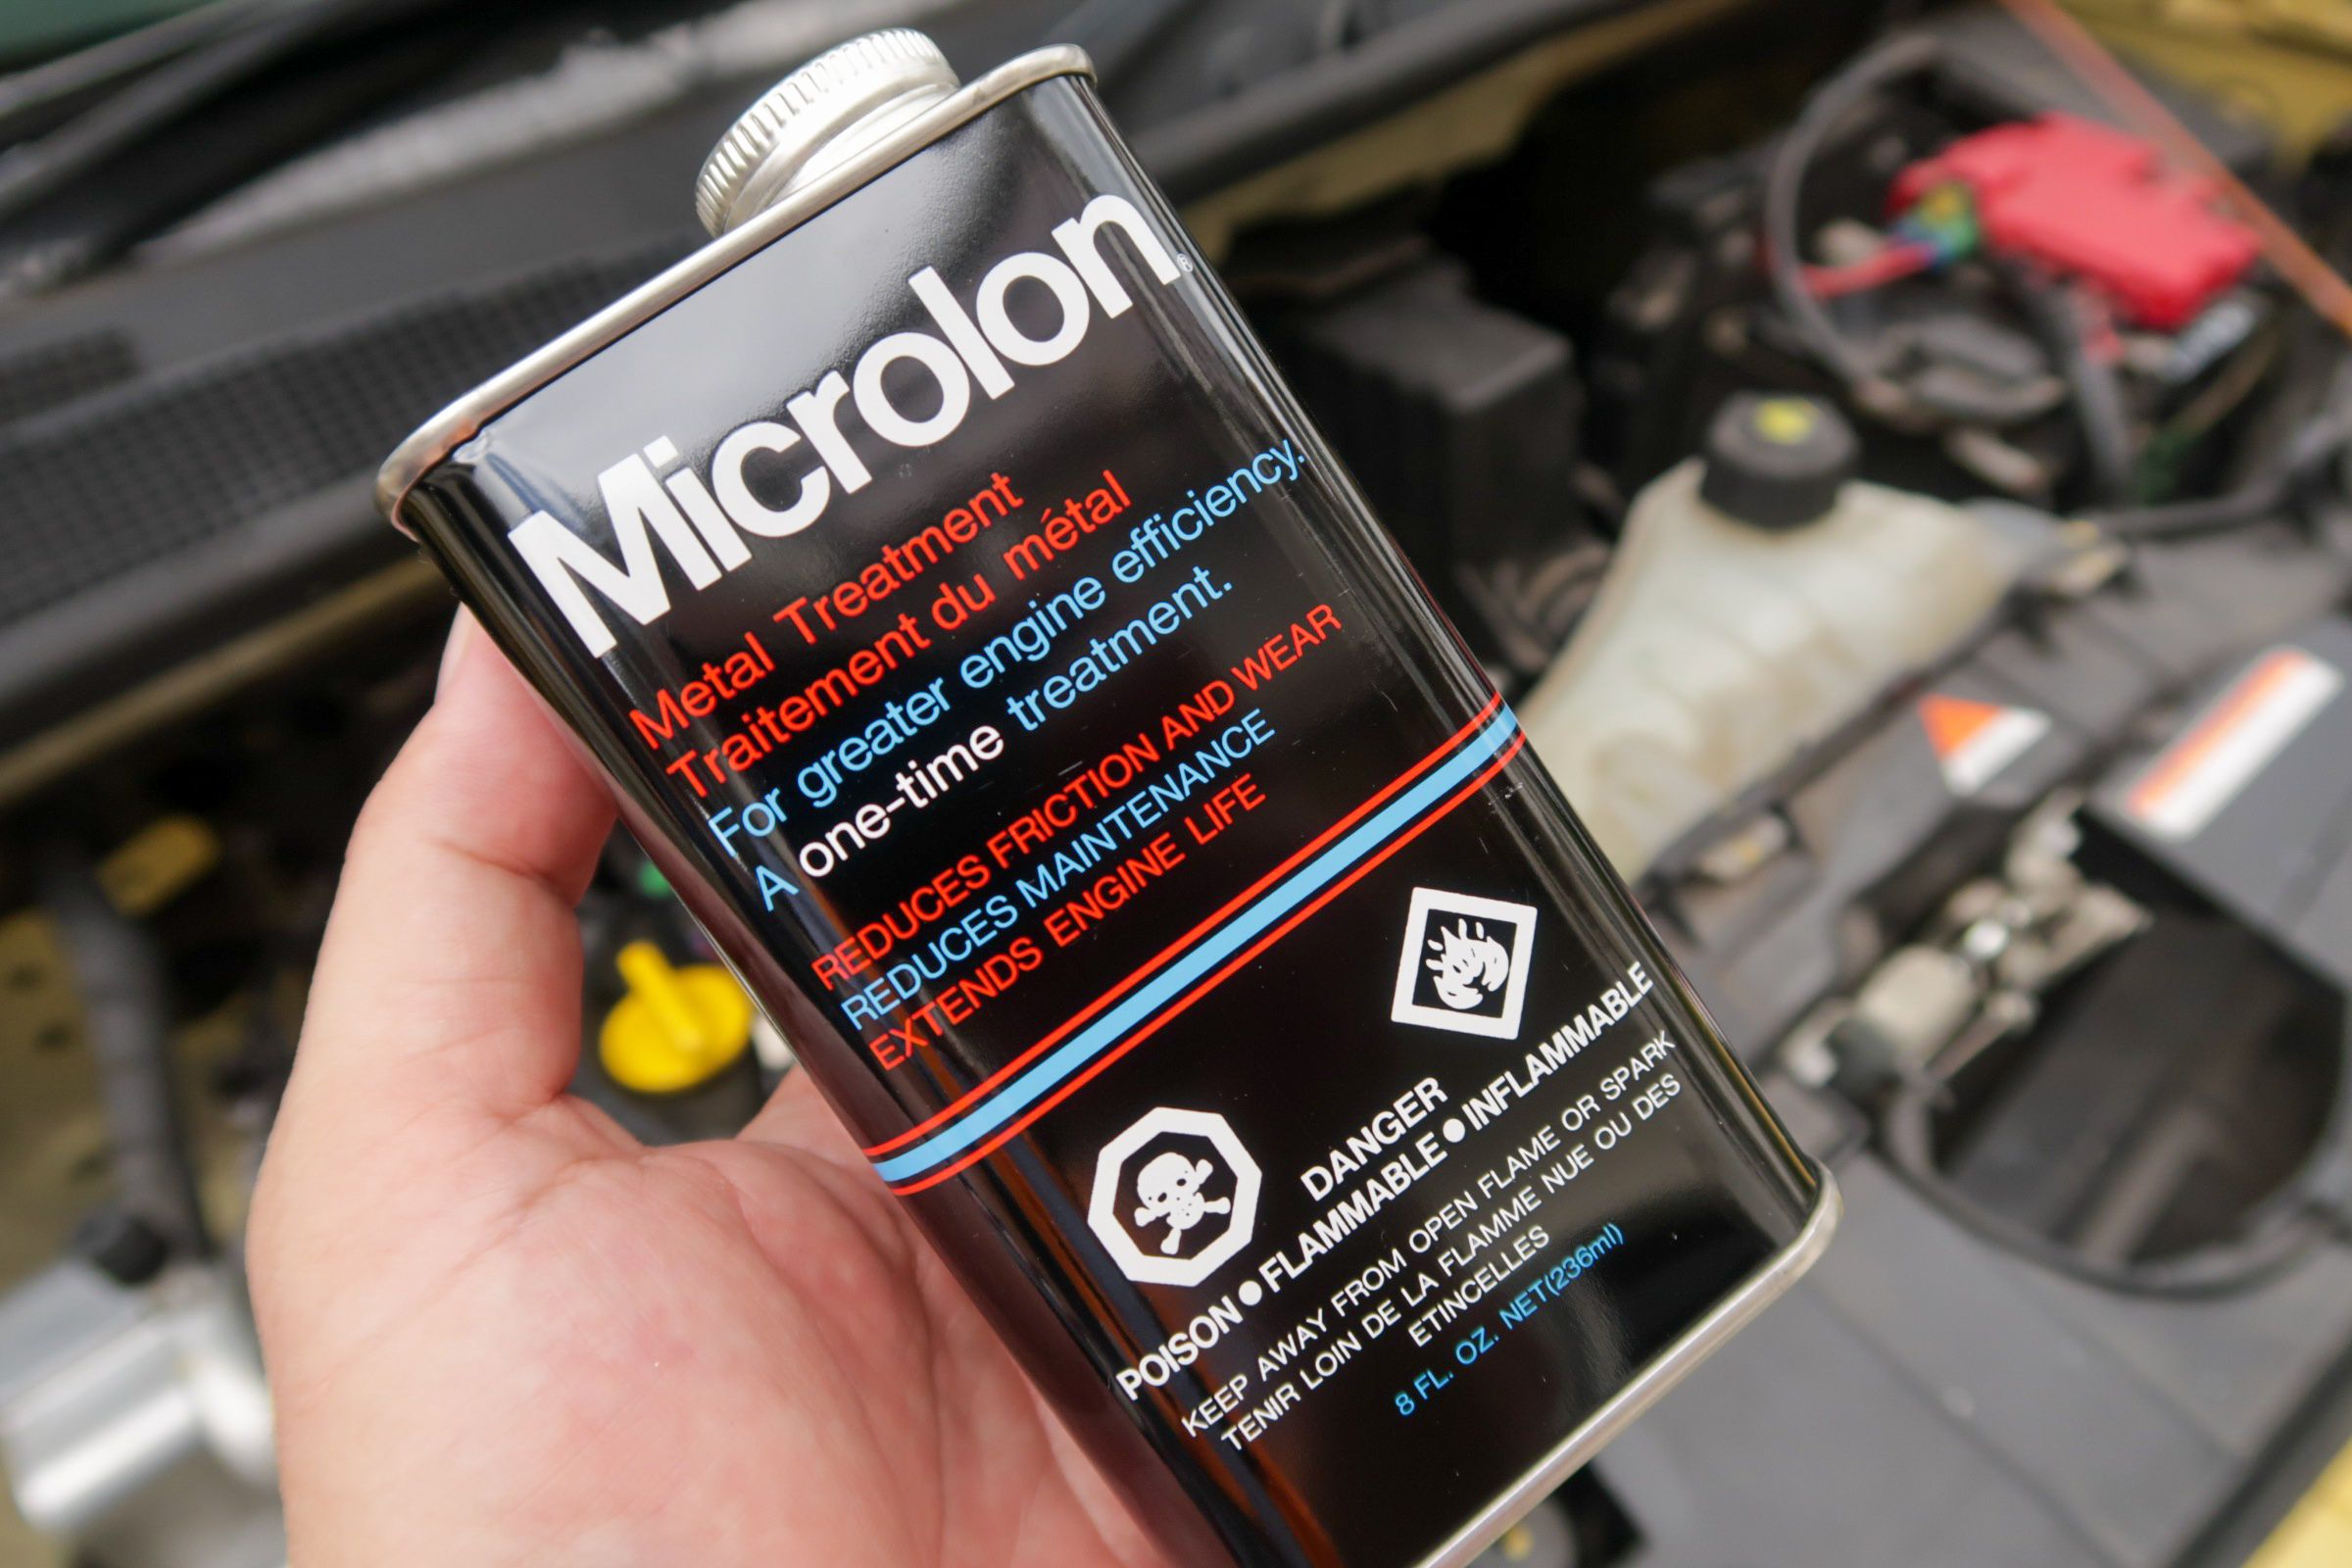 Microlon®
Metal Treatment
Traitement du métal
For greater engine efficiency.
A one-time treatment.
REDUCES FRICTION AND WEAR
REDUCES MAINTENANCE
EXTENDS ENGINE LIFE
DANGER
POISON ● FLAMMABLE ● INFLAMMABLE
KEEP AWAY FROM OPEN FLAME OR SPARK
TENIR LOIN DE LA FLAMME NUE OU DES
ETINCELLES
8 FL. OZ. NET(236ml)